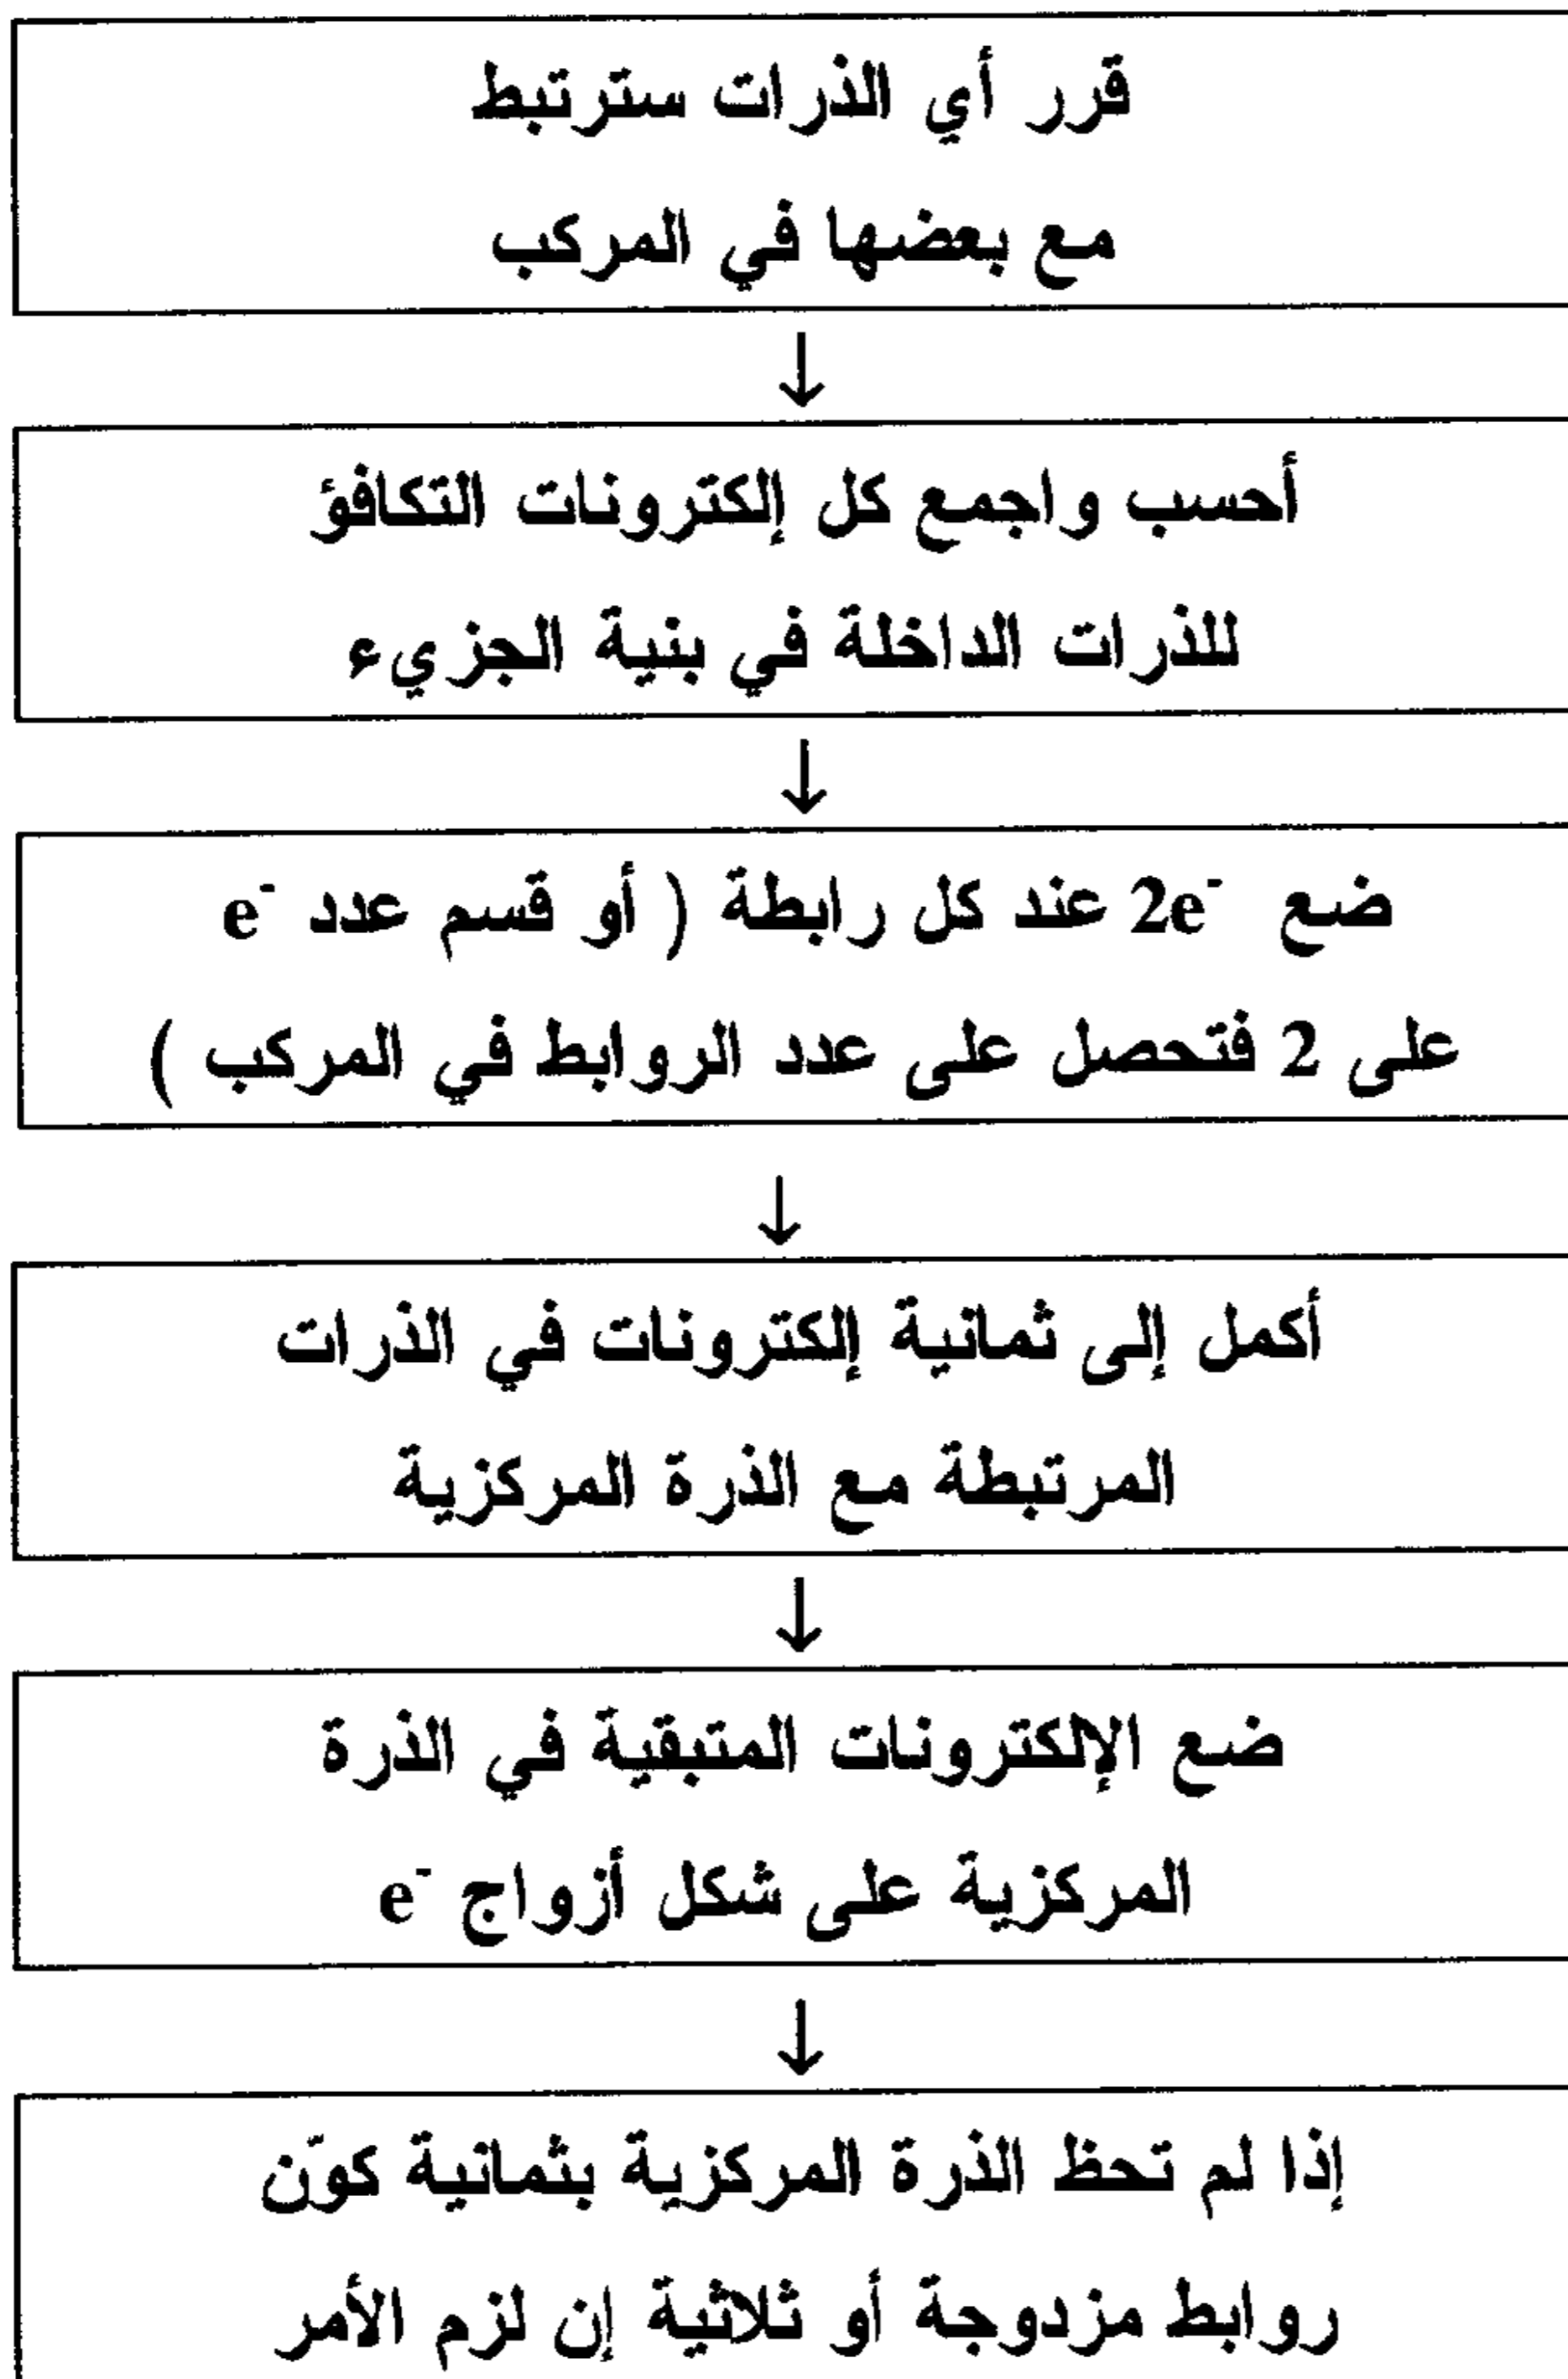 قرر أي الذرات سترتبط
مع بعضها في المركب
↓
أحسب واجمع كل إلكترونات التكافؤ
للذرات الداخلة في بنية الجزيء
↓
ضع 2e⁻ عند كل رابطة ( أو قسم عدد e⁻
على 2 فتحصل على عدد الروابط في المركب )
↓
أكمل إلى ثمانية إلكترونات في الذرات
المرتبطة مع الذرة المركزية
↓
ضع الإلكترونات المتبقية في الذرة
المركزية على شكل أزواج e⁻
↓
إذا لم تحظ الذرة المركزية بثمانية كوّن
روابط مزدوجة أو ثلاثية إن لزم الأمر